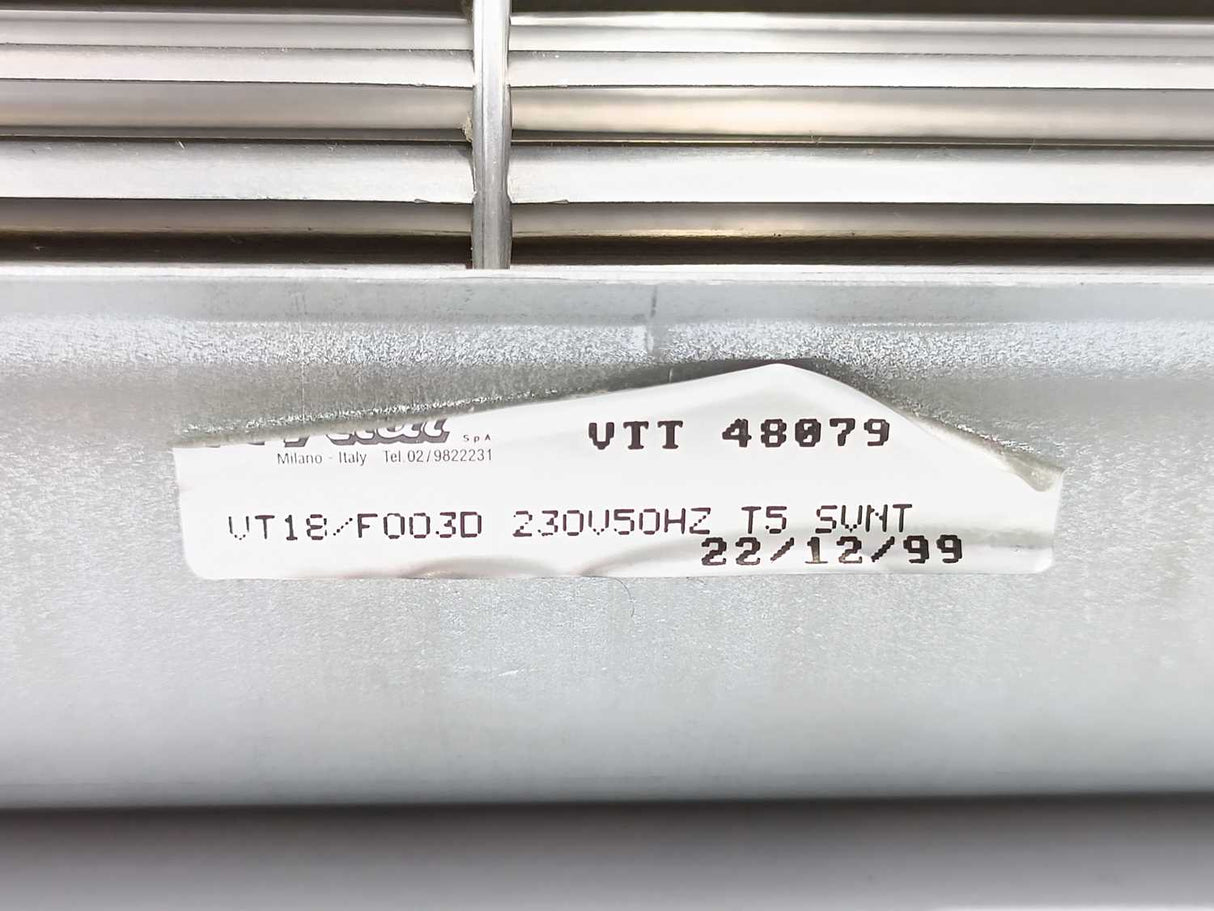 SpA VTT 48079
Milano - Italy Tel. 02/9822231
VT18/F003D 230V50HZ T5 SVNT
22/12/99